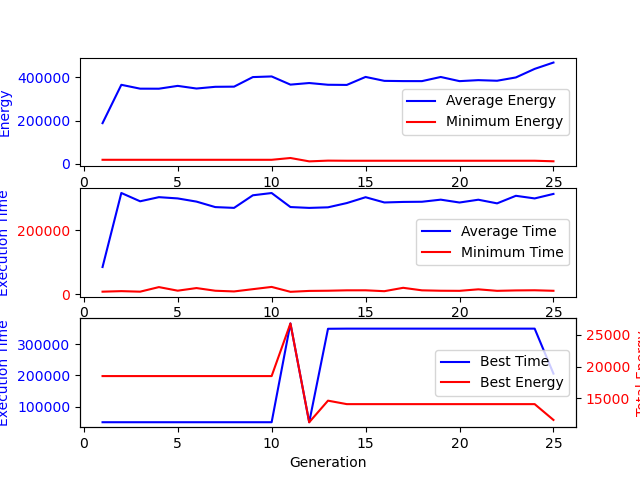 Energy
400000
200000
0
Average Energy
Minimum Energy
0 5 10 15 20 25
Execution Time
200000
0
Average Time
Minimum Time
0 5 10 15 20 25
Execution Time
300000
200000
100000
Best Time
Best Energy
25000
20000
15000
Total Energy
0 5 10 15 20 25
Generation